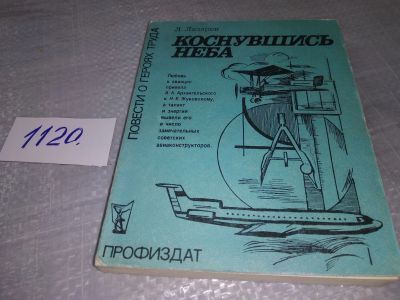 Л. Лазарев
КОСНУВШИСЬ
НЕБА
ПОВЕСТИ О ГЕРОЯХ ТРУДА
Любовь
к авиации
привела
В. А. Архангельского
к Н. Е. Жуковскому,
а талант
и энергия
вывели его
в число
замечательных
советских
авиаконструкторов.
1120.
ПРОФИЗДАТ